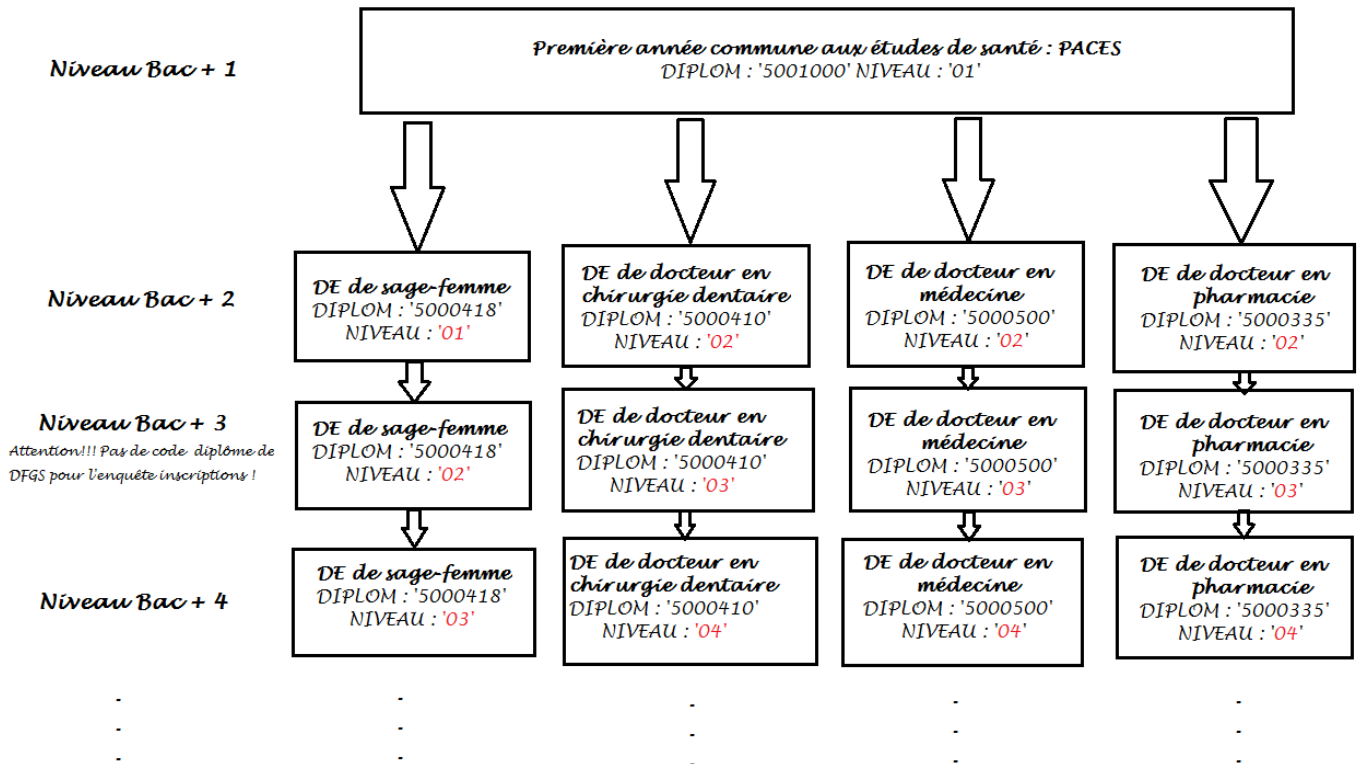 Première année commune aux études de santé : PACES
DIPLOM : '5001000' NIVEAU : '01'
Niveau Bac + 1
Niveau Bac + 2
DE de sage-femme
DIPLOM : '5000418'
NIVEAU : '01'
DE de docteur en
chirurgie dentaire
DIPLOM : '5000410'
NIVEAU : '02'
DE de docteur en
médecine
DIPLOM : '5000500'
NIVEAU : '02'
DE de docteur en
pharmacie
DIPLOM : '5000335'
NIVEAU : '02'
Niveau Bac + 3
Attention!!! Pas de code diplôme de
DFGS pour l'enquête inscriptions !
DE de sage-femme
DIPLOM : '5000418'
NIVEAU : '02'
DE de docteur en
chirurgie dentaire
DIPLOM : '5000410'
NIVEAU : '03'
DE de docteur en
médecine
DIPLOM : '5000500'
NIVEAU : '03'
DE de docteur en
pharmacie
DIPLOM : '5000335'
NIVEAU : '03'
Niveau Bac + 4
DE de sage-femme
DIPLOM : '5000418'
NIVEAU : '03'
DE de docteur en
chirurgie dentaire
DIPLOM : '5000410'
NIVEAU : '04'
DE de docteur en
médecine
DIPLOM : '5000500'
NIVEAU : '04'
DE de docteur en
pharmacie
DIPLOM : '5000335'
NIVEAU : '04'